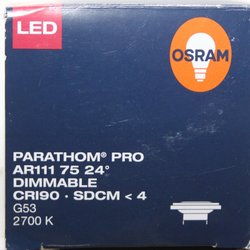 LED
OSRAM
PARATHOM® PRO
AR111 75 24°
DIMMABLE
CRI90 · SDCM < 4
G53
2700 K